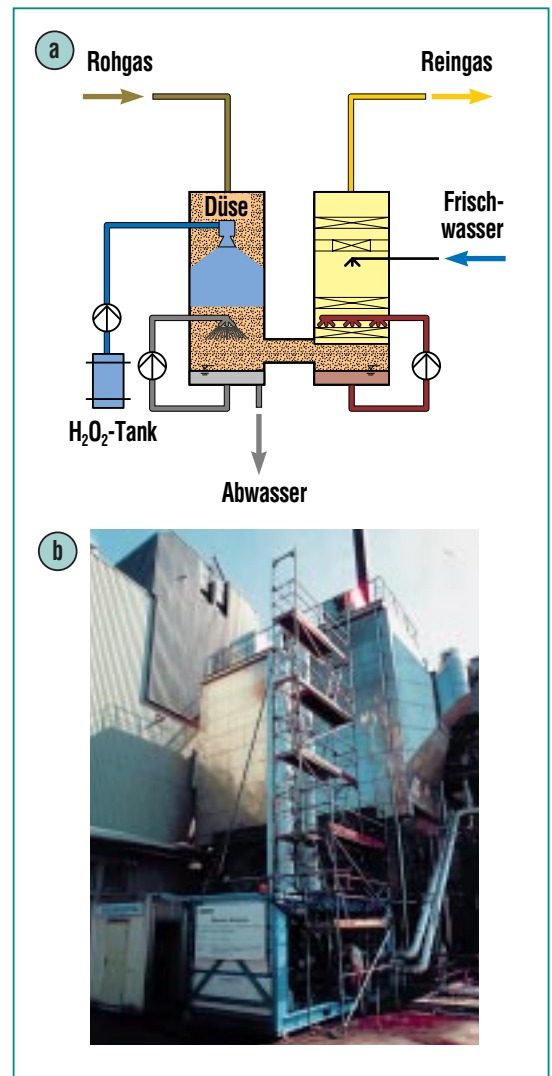 a
Rohgas
Reingas
Düse
Frisch-
wasser
H₂O₂-Tank
Abwasser
b